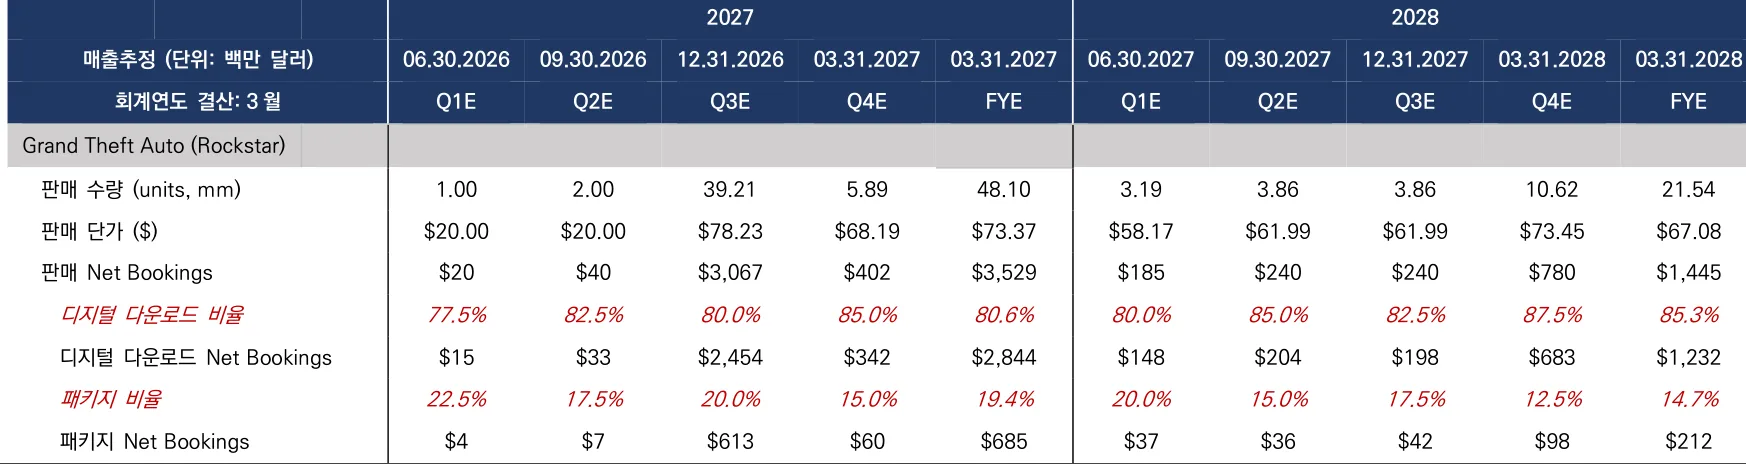 2027 2028
매출추정 (단위: 백만 달러) 06.30.2026 09.30.2026 12.31.2026 03.31.2027 03.31.2027 06.30.2027 09.30.2027 12.31.2027 03.31.2028 03.31.2028
회계연도 결산: 3월 Q1E Q2E Q3E Q4E FYE Q1E Q2E Q3E Q4E FYE
Grand Theft Auto (Rockstar)
판매 수량 (units, mm) 1.00 2.00 39.21 5.89 48.10 3.19 3.86 3.86 10.62 21.54
판매 단가 ($) $20.00 $20.00 $78.23 $68.19 $73.37 $58.17 $61.99 $61.99 $73.45 $67.08
판매 Net Bookings $20 $40 $3,067 $402 $3,529 $185 $240 $240 $780 $1,445
디지털 다운로드 비율 77.5% 82.5% 80.0% 85.0% 80.6% 80.0% 85.0% 82.5% 87.5% 85.3%
디지털 다운로드 Net Bookings $15 $33 $2,454 $342 $2,844 $148 $204 $198 $683 $1,232
패키지 비율 22.5% 17.5% 20.0% 15.0% 19.4% 20.0% 15.0% 17.5% 12.5% 14.7%
패키지 Net Bookings $4 $7 $613 $60 $685 $37 $36 $42 $98 $212